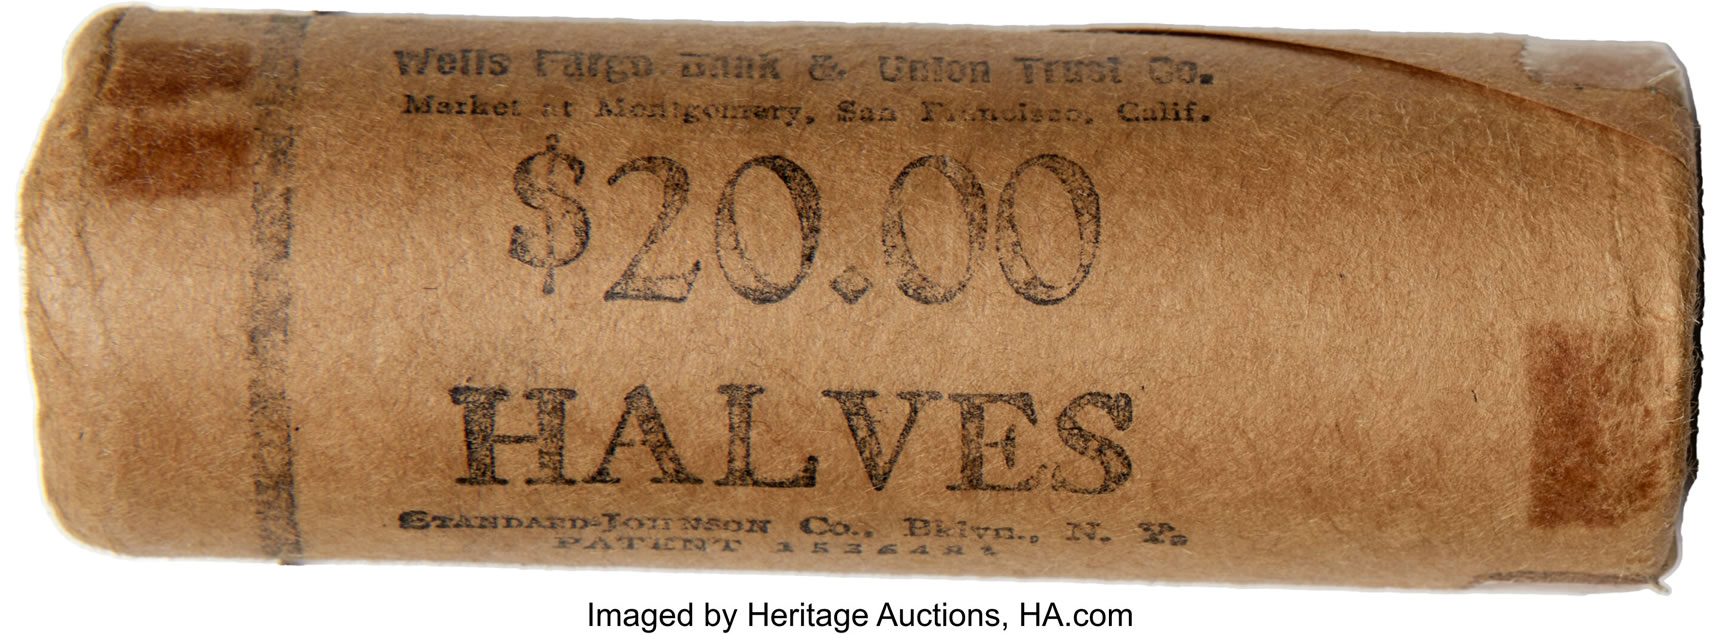 Wells Fargo Bank & Union Trust Co.
Market at Montgomery, San Francisco, Calif.
$20.00
HALVES
STANDARD-JOHNSON Co., Bklyn., N. Y.
PATENT
Imaged by Heritage Auctions, HA.com